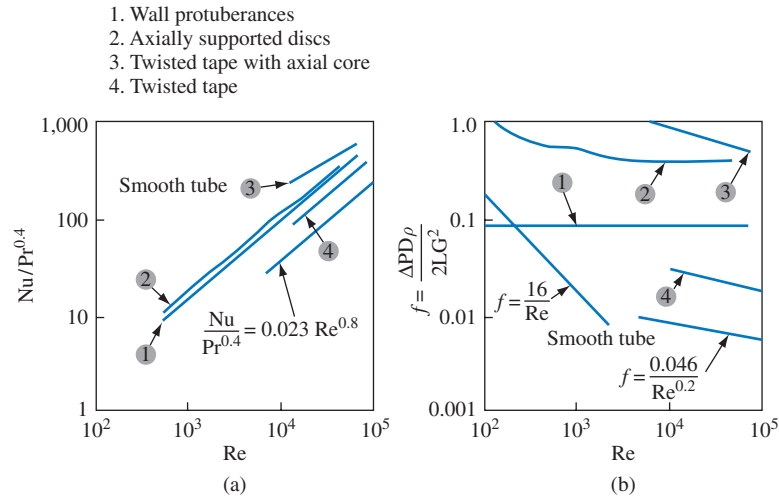 1. Wall protuberances
2. Axially supported discs
3. Twisted tape with axial core
4. Twisted tape
1,000
100
10
1
Nu/Pr^0.4
Smooth tube
3
2
4
1
Nu/Pr^0.4 = 0.023 Re^0.8
10^2 10^3 10^4 10^5
Re
(a)
1.0
0.1
0.01
0.001
f = ΔPDρ/2LG^2
1
2
3
4
f = 16/Re
Smooth tube
f = 0.046/Re^0.2
10^2 10^3 10^4 10^5
Re
(b)